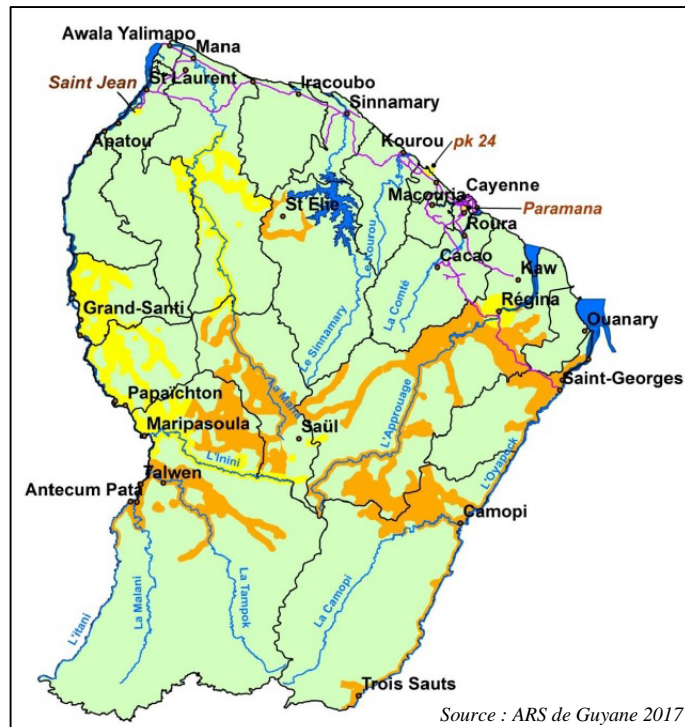 Awala Yalimapo
Mana
Saint Jean
St Laurent
Iracoubo
Sinnamary
Apatou
Kourou
pk 24
Macouria
Cayenne
Paramana
St Elie
Roura
Le Kourou
Cacao
Kaw
La Comté
Grand-Santi
Régina
Ouanary
Le Sinnamary
La Mana
Saint-Georges
Papaïchton
L'Approuague
Maripasoula
Saül
L'Inini
L'Oyapock
Talwen
Antecum Pata
Camopi
La Camopi
La Tampok
La Malani
L'Itani
Trois Sauts
Source : ARS de Guyane 2017